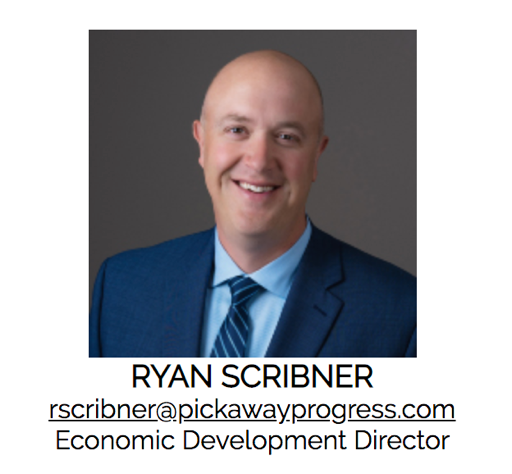 RYAN SCRIBNER
rscribner@pickawayprogress.com
Economic Development Director